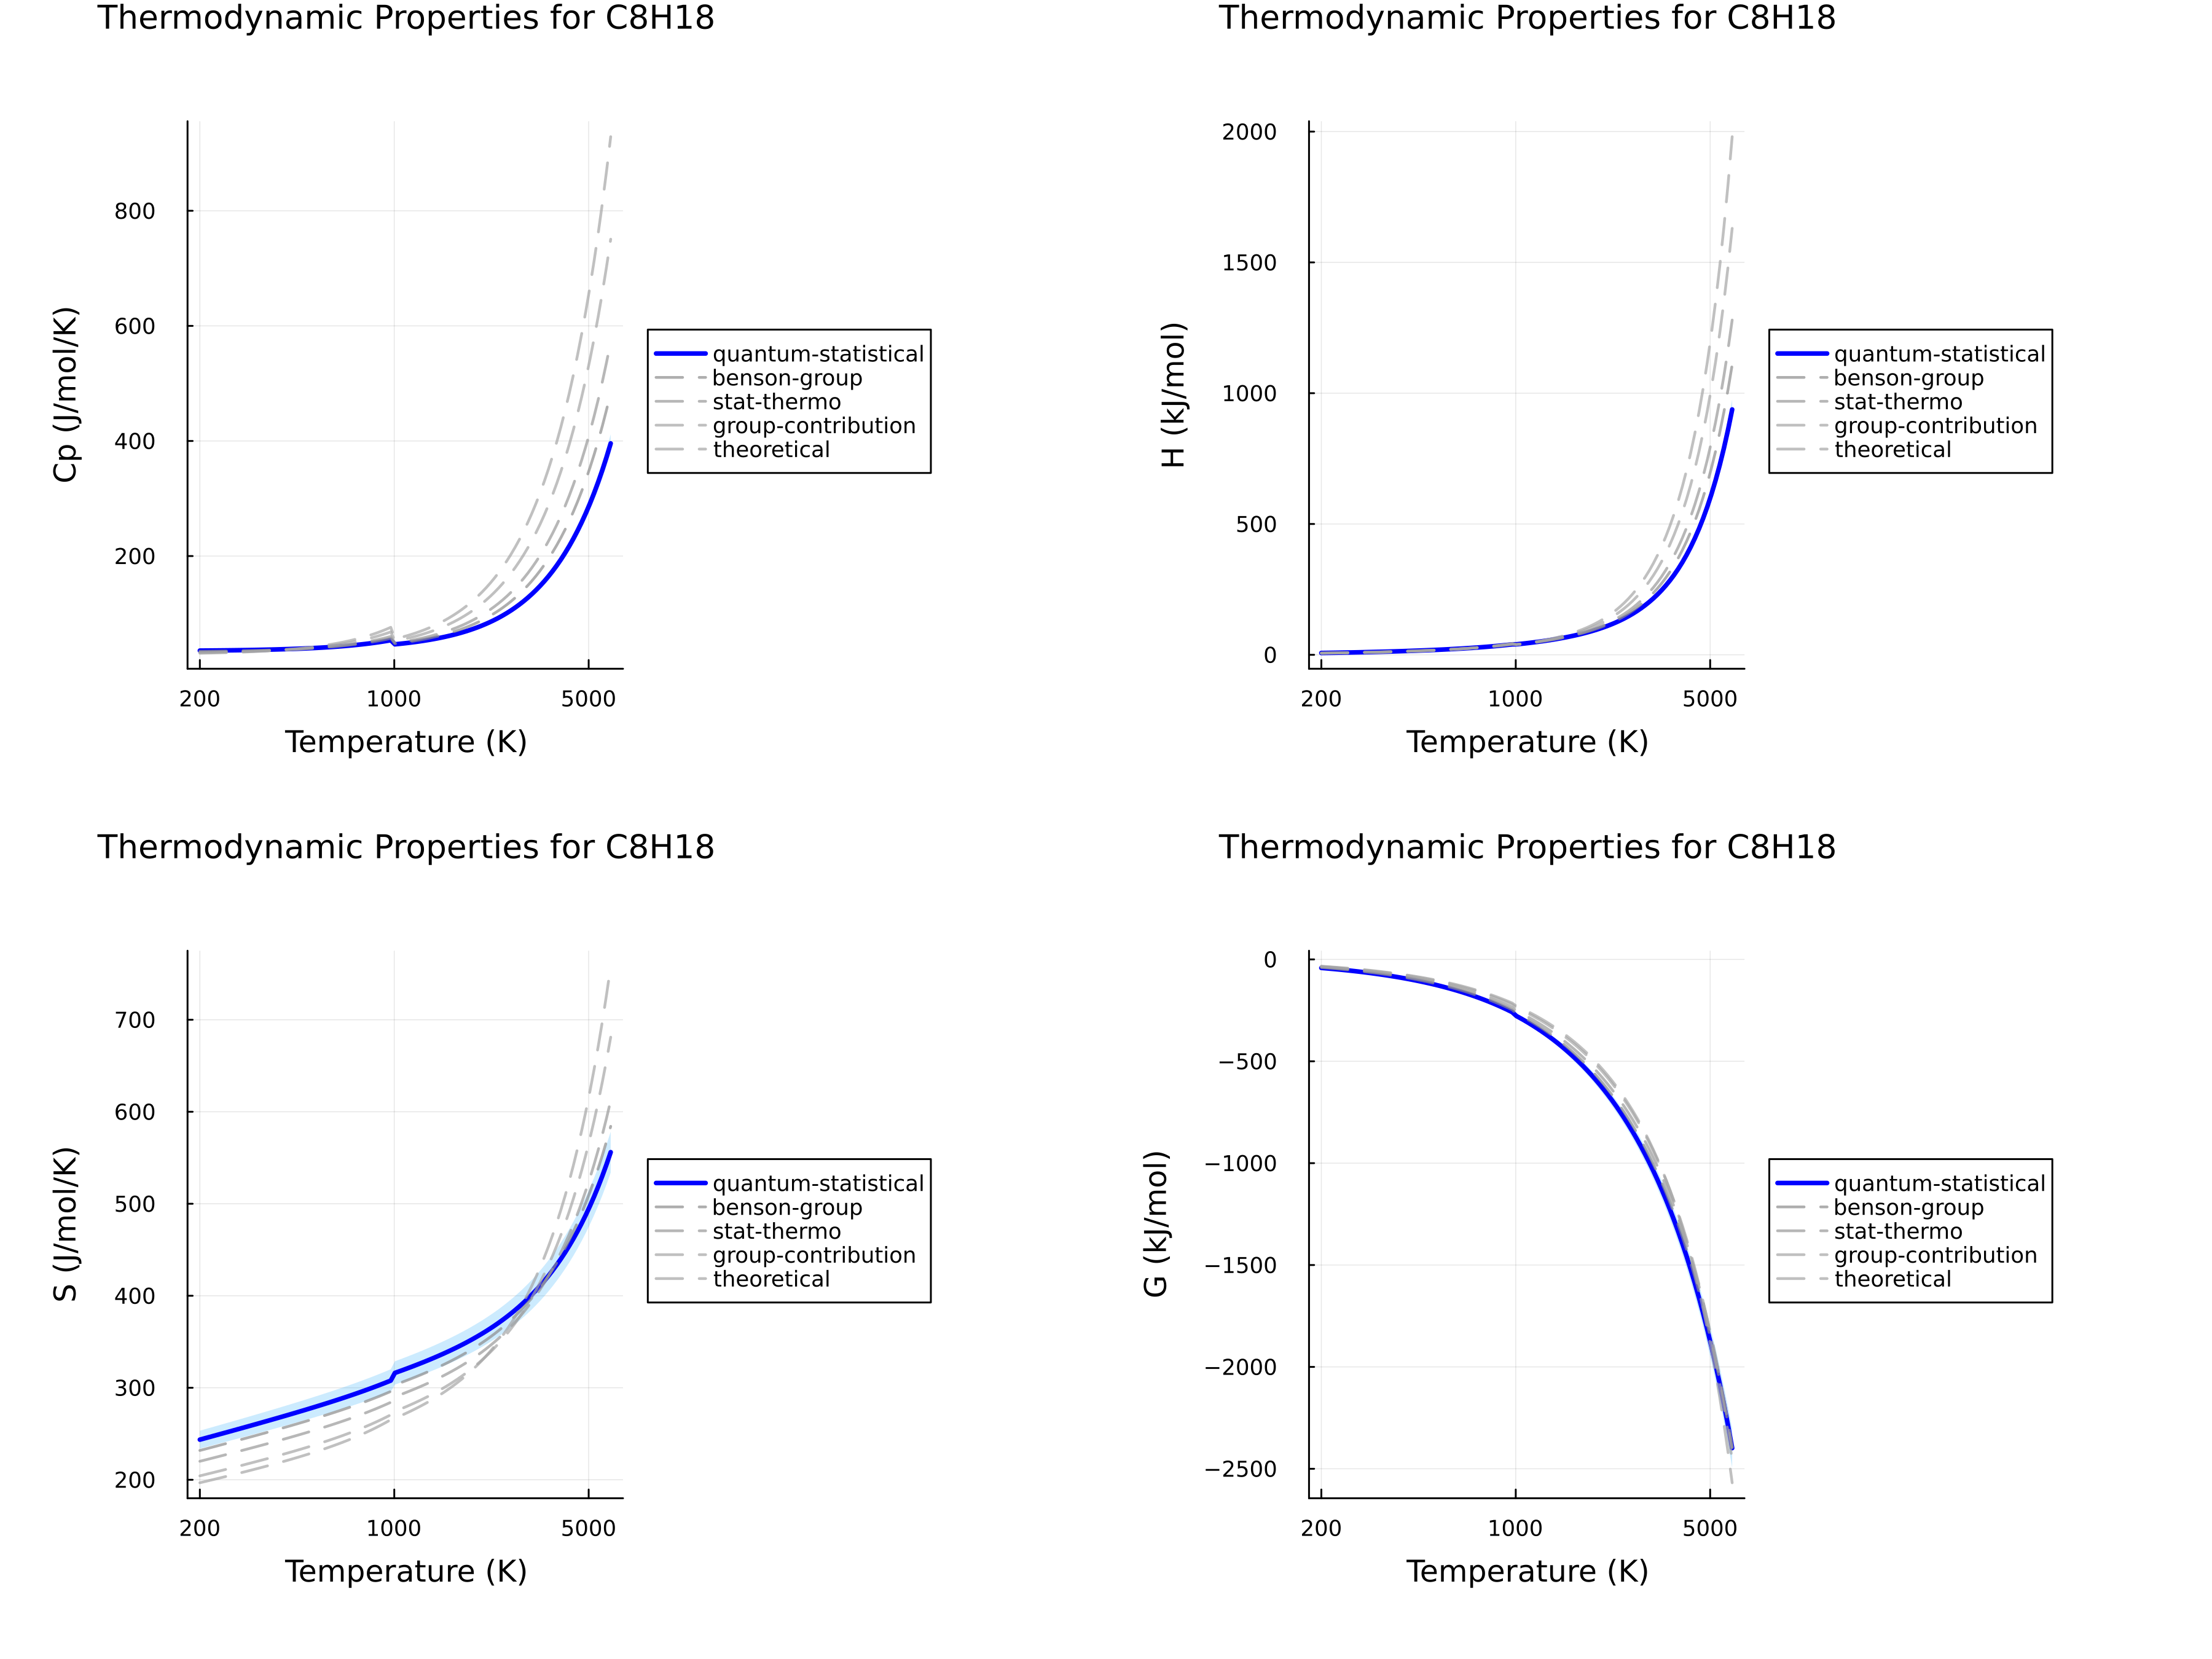 Thermodynamic Properties for C8H18
Cp (J/mol/K)
800
600
400
200
200 1000 5000
Temperature (K)
quantum-statistical
benson-group
stat-thermo
group-contribution
theoretical
Thermodynamic Properties for C8H18
H (kJ/mol)
2000
1500
1000
500
0
200 1000 5000
Temperature (K)
quantum-statistical
benson-group
stat-thermo
group-contribution
theoretical
Thermodynamic Properties for C8H18
S (J/mol/K)
700
600
500
400
300
200
200 1000 5000
Temperature (K)
quantum-statistical
benson-group
stat-thermo
group-contribution
theoretical
Thermodynamic Properties for C8H18
G (kJ/mol)
0
−500
−1000
−1500
−2000
−2500
200 1000 5000
Temperature (K)
quantum-statistical
benson-group
stat-thermo
group-contribution
theoretical